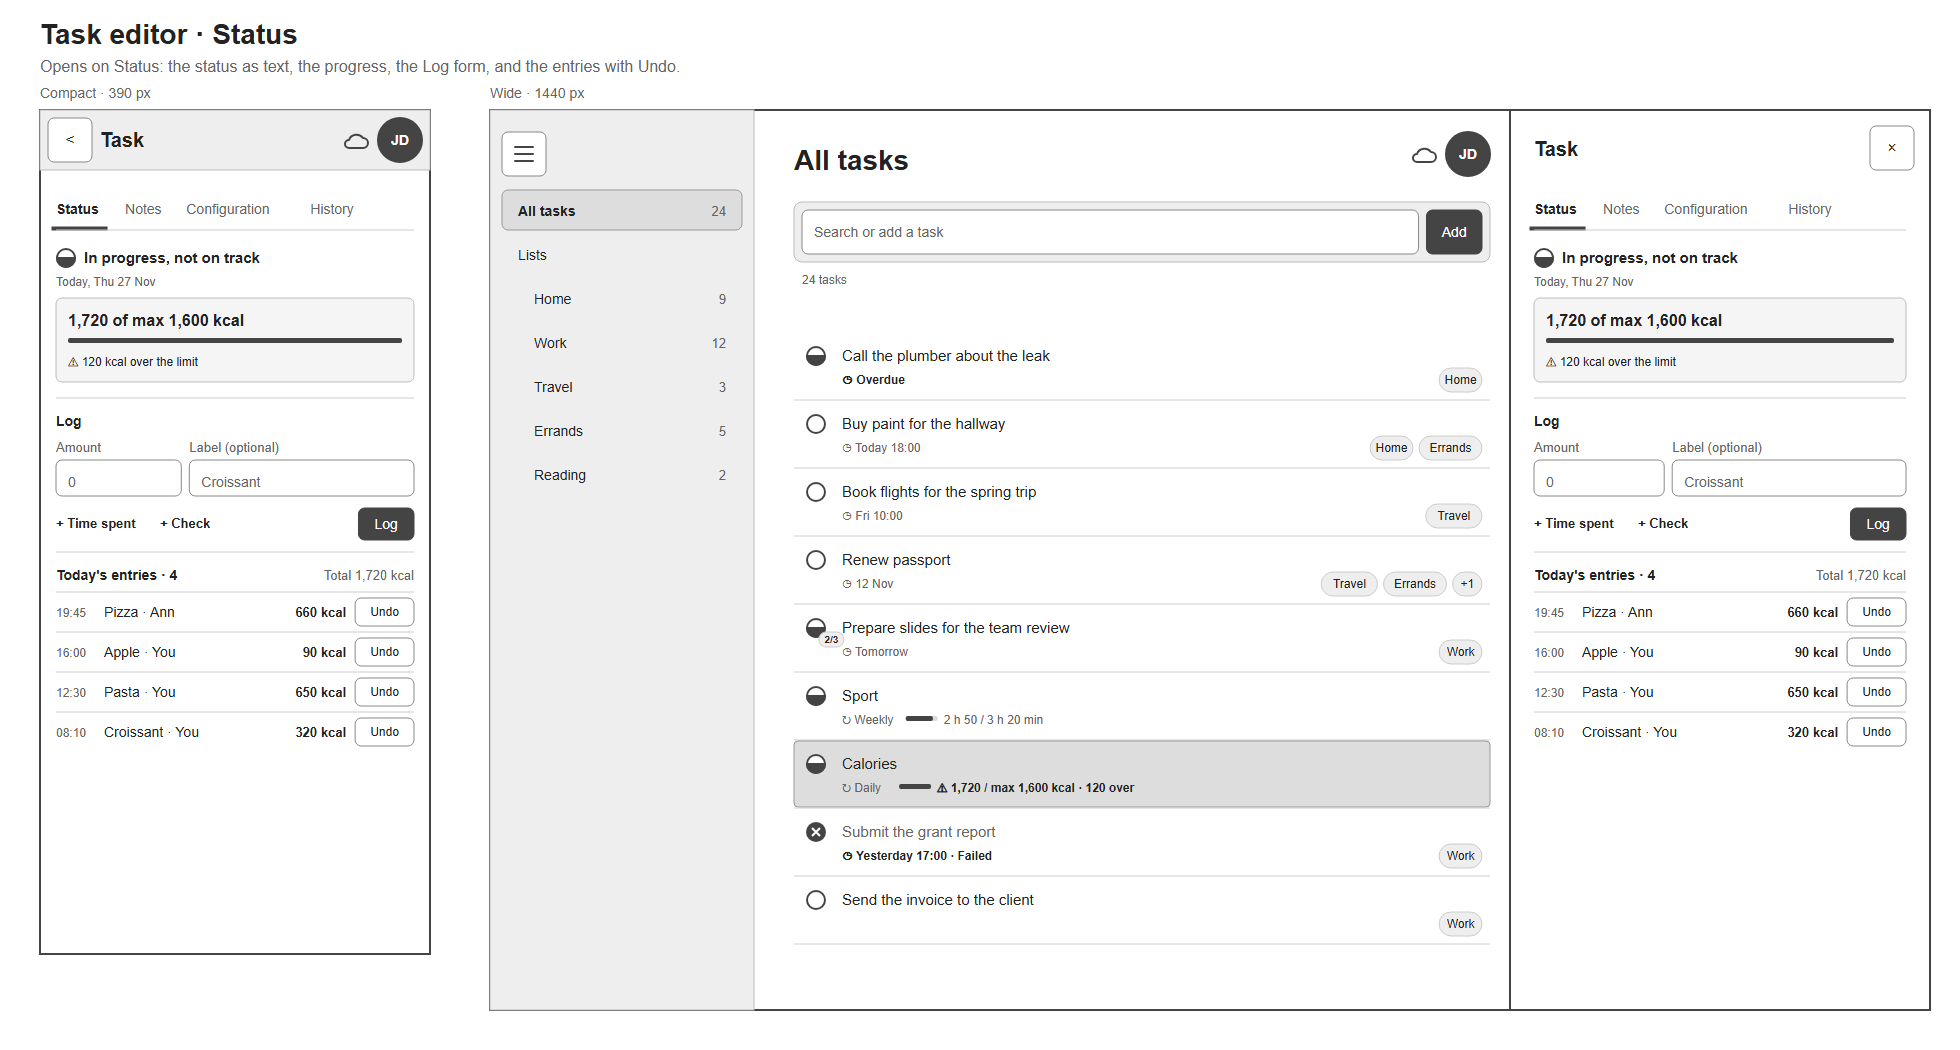 Task editor · Status
Opens on Status: the status as text, the progress, the Log form, and the entries with Undo.
Compact · 390 px
< Task JD
Status Notes Configuration History
In progress, not on track
Today, Thu 27 Nov
1,720 of max 1,600 kcal
⚠ 120 kcal over the limit
Log
Amount Label (optional)
0 Croissant
+ Time spent + Check Log
Today's entries · 4 Total 1,720 kcal
19:45 Pizza · Ann 660 kcal Undo
16:00 Apple · You 90 kcal Undo
12:30 Pasta · You 650 kcal Undo
08:10 Croissant · You 320 kcal Undo
Wide · 1440 px
All tasks 24
Lists
Home 9
Work 12
Travel 3
Errands 5
Reading 2
All tasks JD
Search or add a task Add
24 tasks
Call the plumber about the leak
Overdue Home
Buy paint for the hallway
Today 18:00 Home Errands
Book flights for the spring trip
Fri 10:00 Travel
Renew passport
12 Nov Travel Errands +1
Prepare slides for the team review
2/3 Tomorrow Work
Sport
↻ Weekly 2 h 50 / 3 h 20 min
Calories
↻ Daily ⚠ 1,720 / max 1,600 kcal · 120 over
Submit the grant report
Yesterday 17:00 · Failed Work
Send the invoice to the client
Work
Task ×
Status Notes Configuration History
In progress, not on track
Today, Thu 27 Nov
1,720 of max 1,600 kcal
⚠ 120 kcal over the limit
Log
Amount Label (optional)
0 Croissant
+ Time spent + Check Log
Today's entries · 4 Total 1,720 kcal
19:45 Pizza · Ann 660 kcal Undo
16:00 Apple · You 90 kcal Undo
12:30 Pasta · You 650 kcal Undo
08:10 Croissant · You 320 kcal Undo